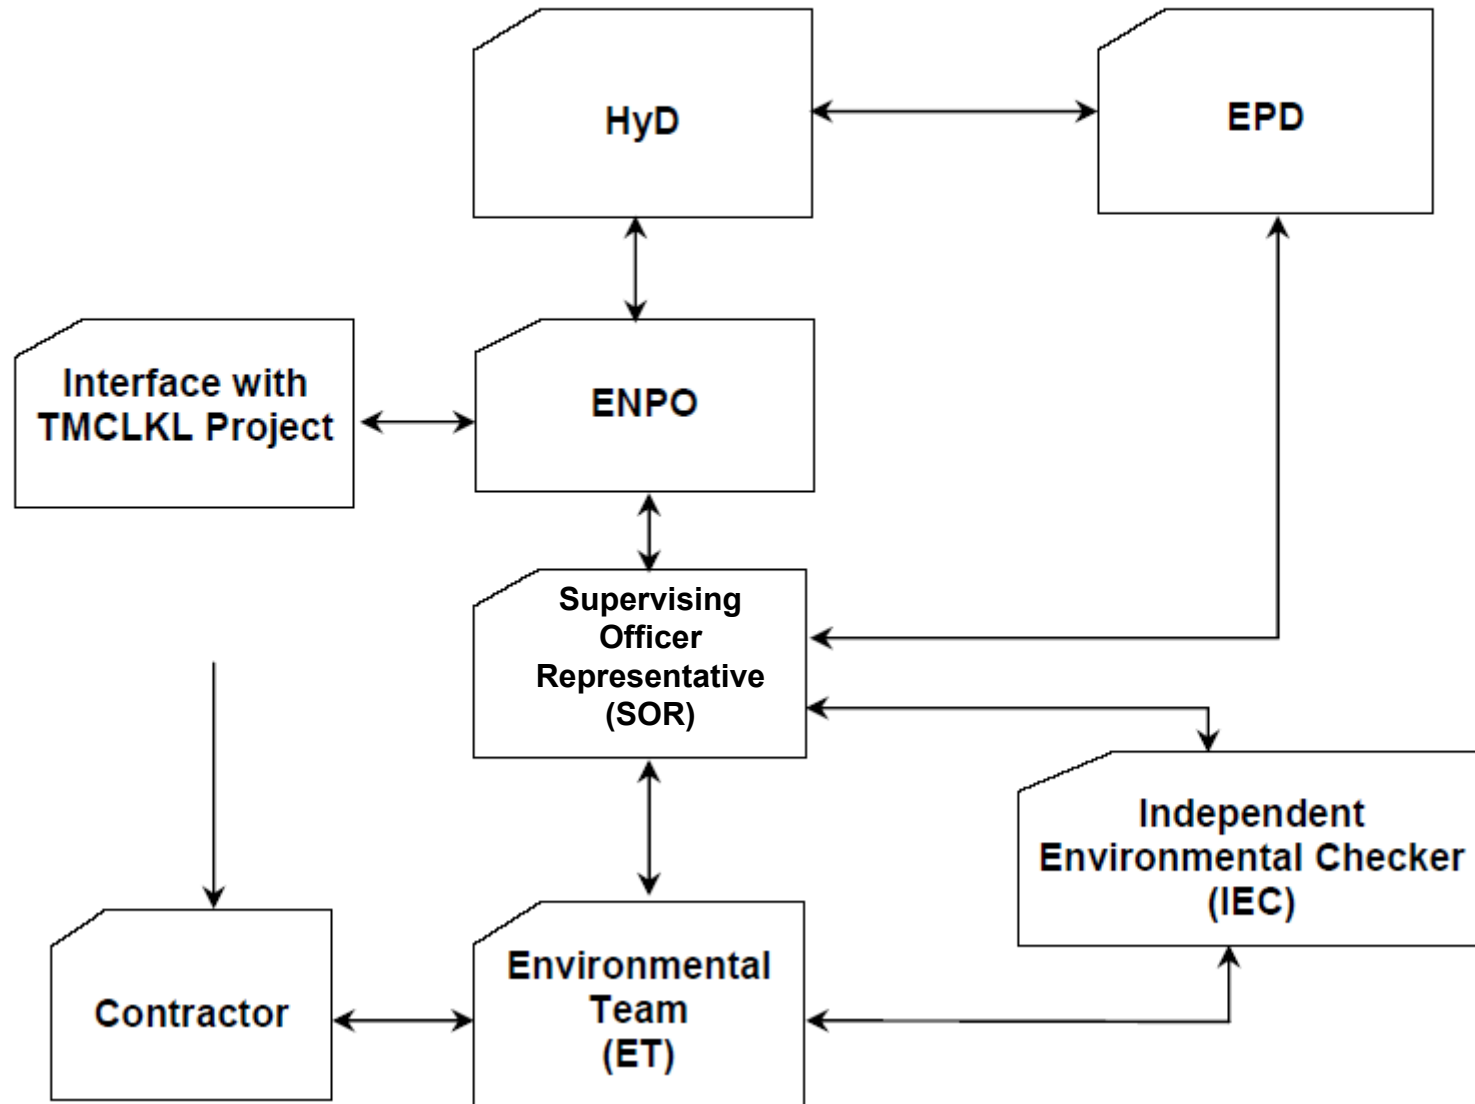 HyD
EPD
Interface with
TMCLKL Project
ENPO
Supervising
Officer
Representative
(SOR)
Independent
Environmental Checker
(IEC)
Contractor
Environmental
Team
(ET)